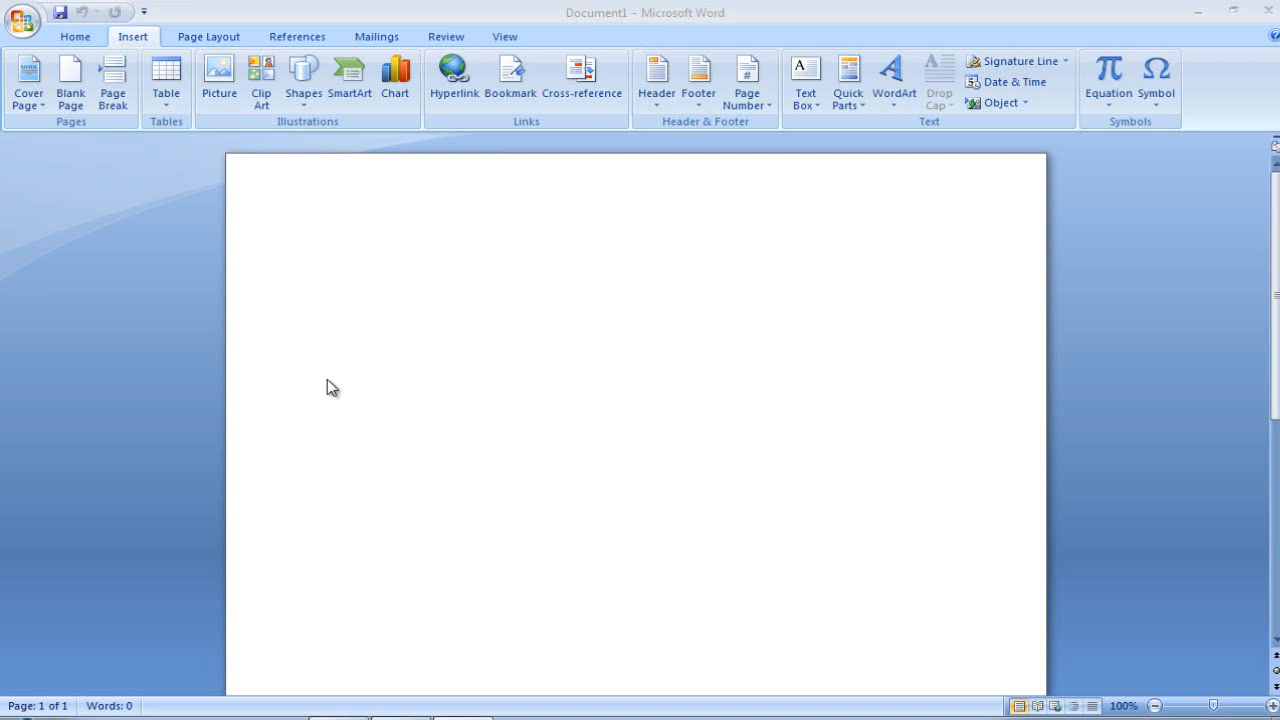 Document1 - Microsoft Word
Home Insert Page Layout References Mailings Review View
Cover Page
Blank Page
Page Break
Pages
Table
Tables
Picture
Clip Art
Shapes
SmartArt
Chart
Illustrations
Hyperlink
Bookmark
Cross-reference
Links
Header
Footer
Page Number
Header & Footer
Text Box
Quick Parts
WordArt
Drop Cap
Signature Line
Date & Time
Object
Text
Equation
Symbol
Symbols
Page: 1 of 1 Words: 0 100%